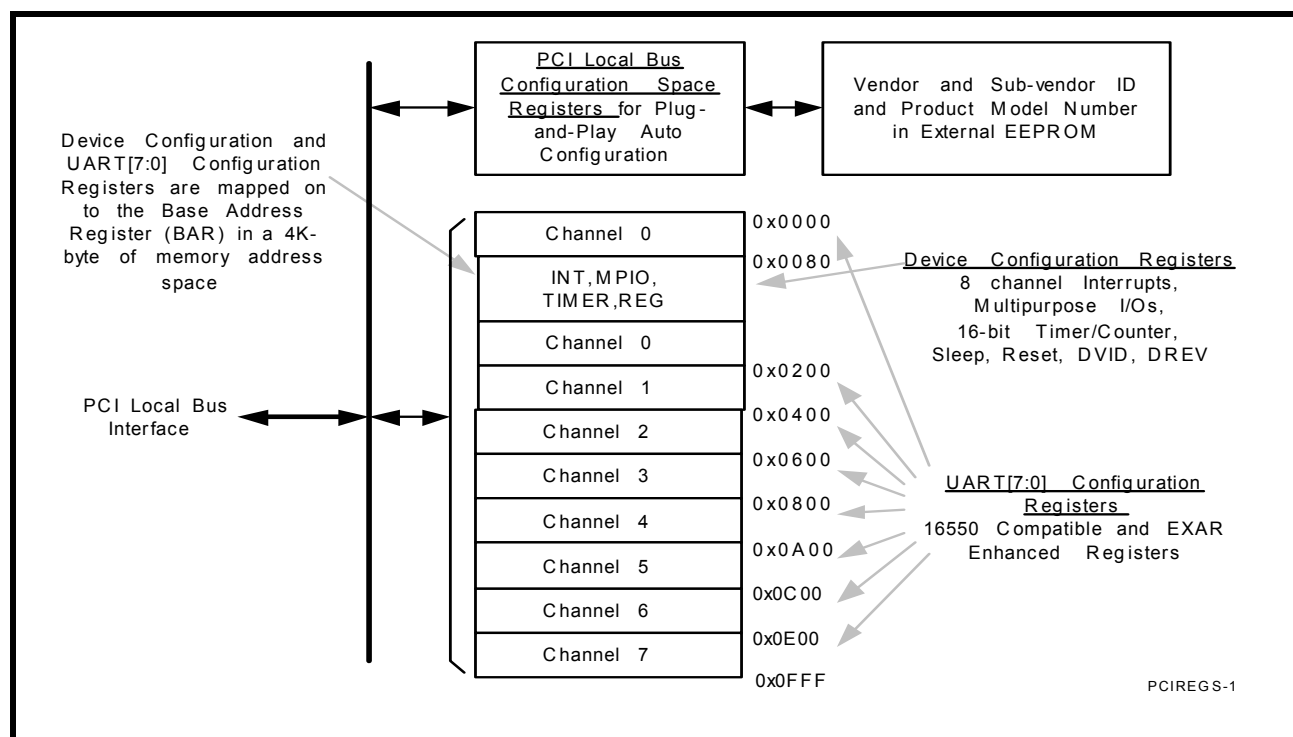 PCI Local Bus
Configuration Space
Registers for Plug-
and-Play Auto
Configuration
Vendor and Sub-vendor ID
and Product Model Number
in External EEPROM
Device Configuration and
UART[7:0] Configuration
Registers are mapped on
to the Base Address
Register (BAR) in a 4K-
byte of memory address
space
Channel 0
0x0000
INT,MPIO,
TIMER,REG
0x0080
Device Configuration Registers
8 channel Interrupts,
Multipurpose I/Os,
16-bit Timer/Counter,
Sleep, Reset, DVID, DREV
Channel 0
0x0200
Channel 1
0x0400
PCI Local Bus
Interface
Channel 2
0x0600
Channel 3
0x0800
Channel 4
0x0A00
Channel 5
0x0C00
Channel 6
0x0E00
Channel 7
0x0FFF
UART[7:0] Configuration
Registers
16550 Compatible and EXAR
Enhanced Registers
PCIREGS-1